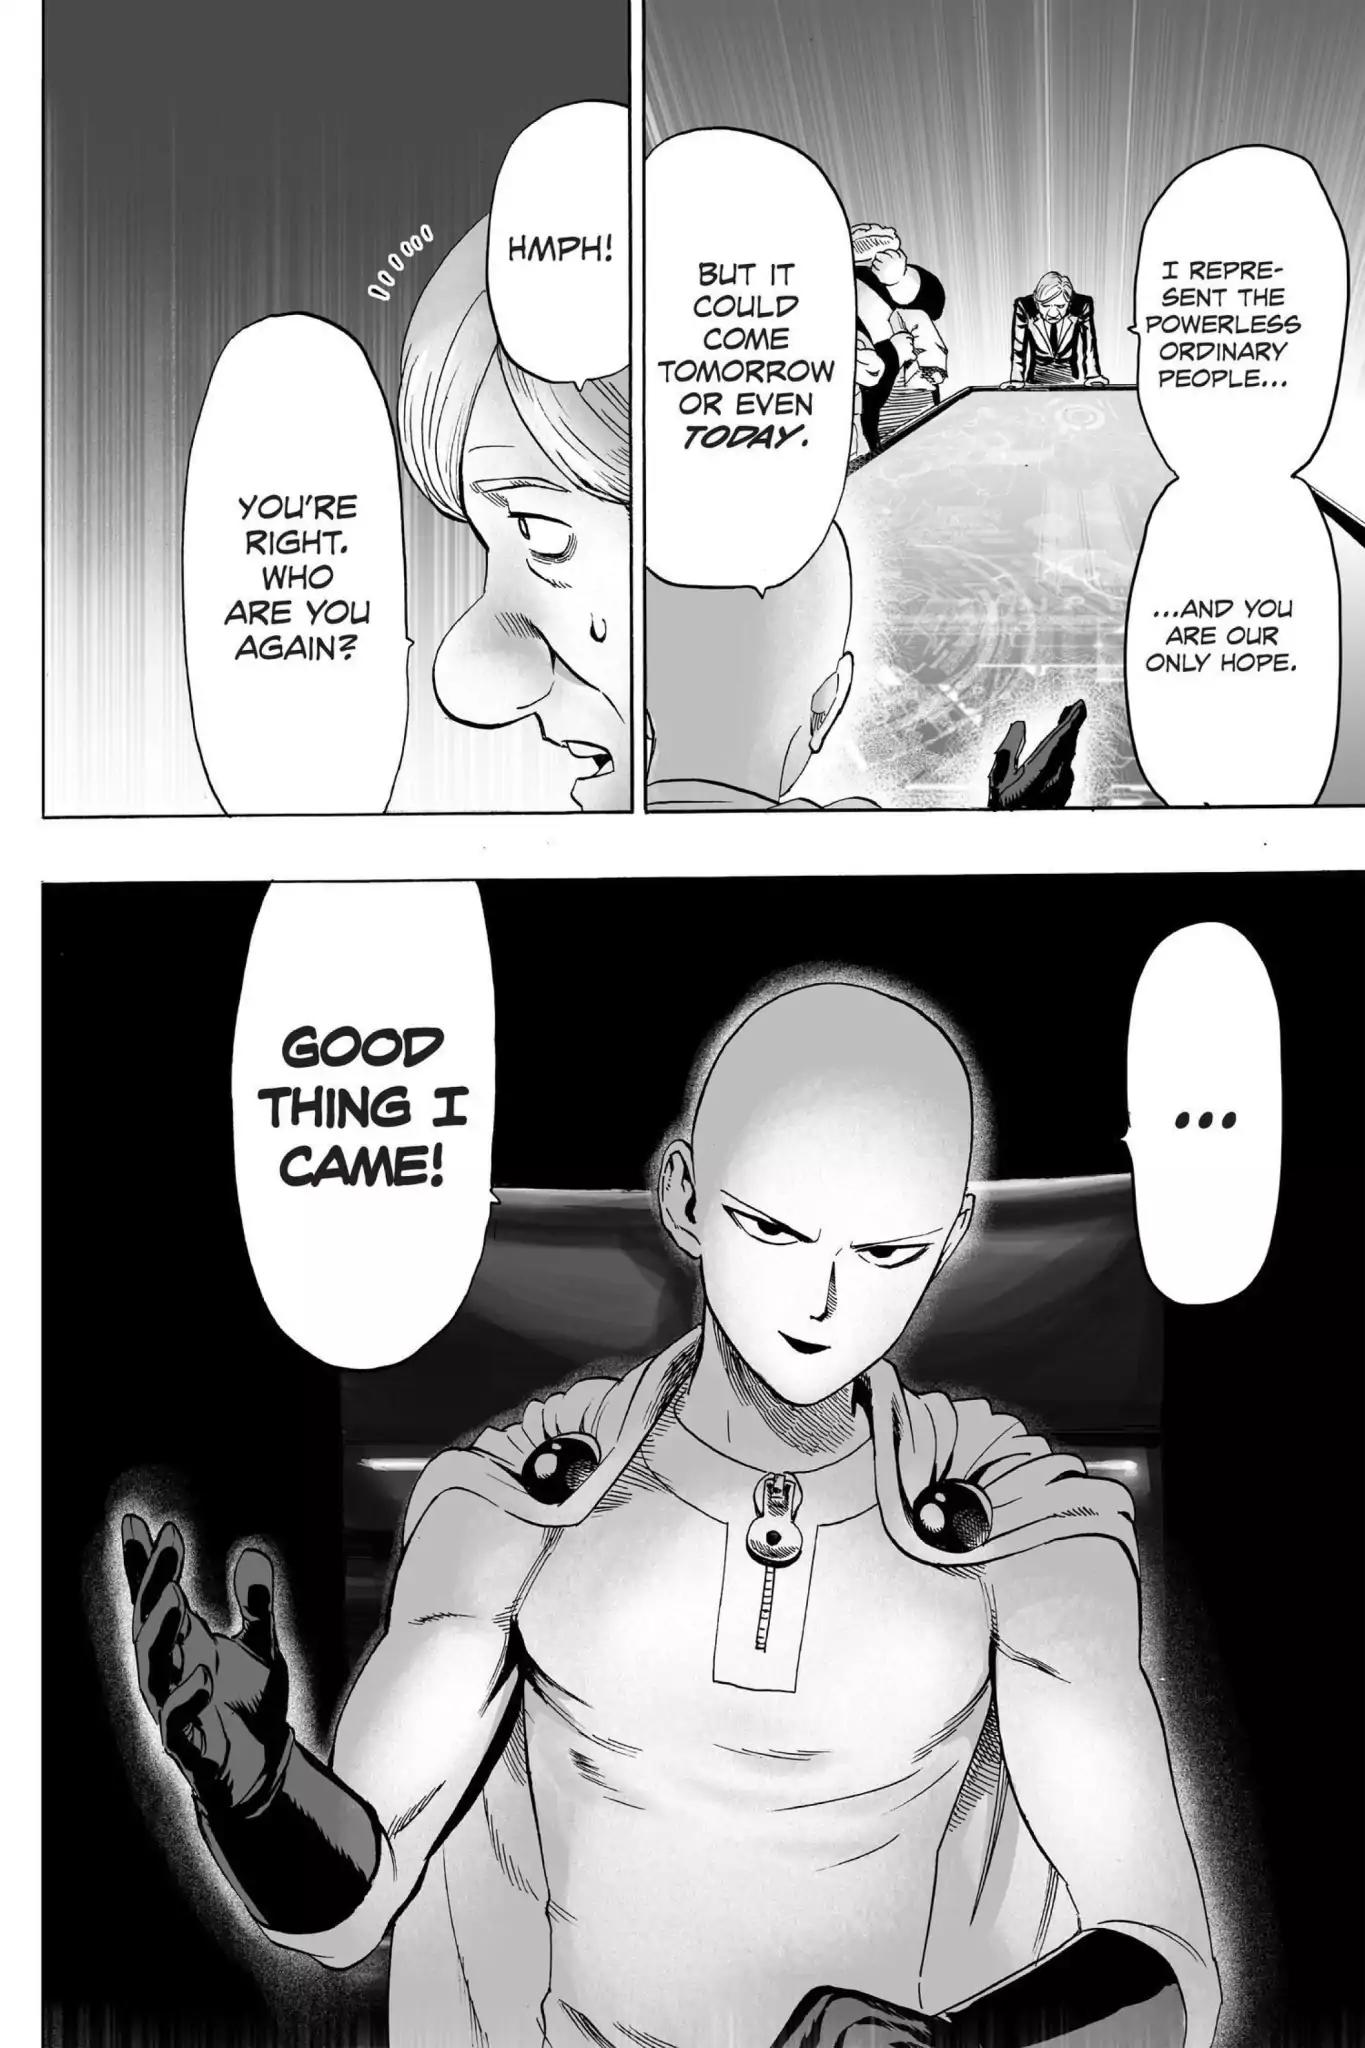 I REPRE-
SENT THE
POWERLESS
ORDINARY
PEOPLE...
...AND YOU
ARE OUR
ONLY HOPE.
BUT IT
COULD
COME
TOMORROW
OR EVEN
TODAY.
HMPH!
YOU'RE
RIGHT.
WHO
ARE YOU
AGAIN?
...
GOOD
THING I
CAME!